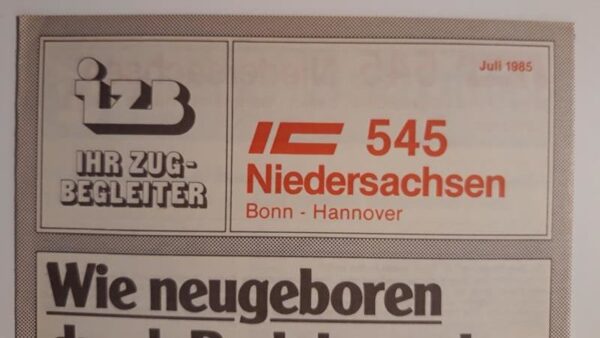 izB
IHR ZUG-
BEGLEITER
Juli 1985
IC 545
Niedersachsen
Bonn - Hannover
Wie neugeboren